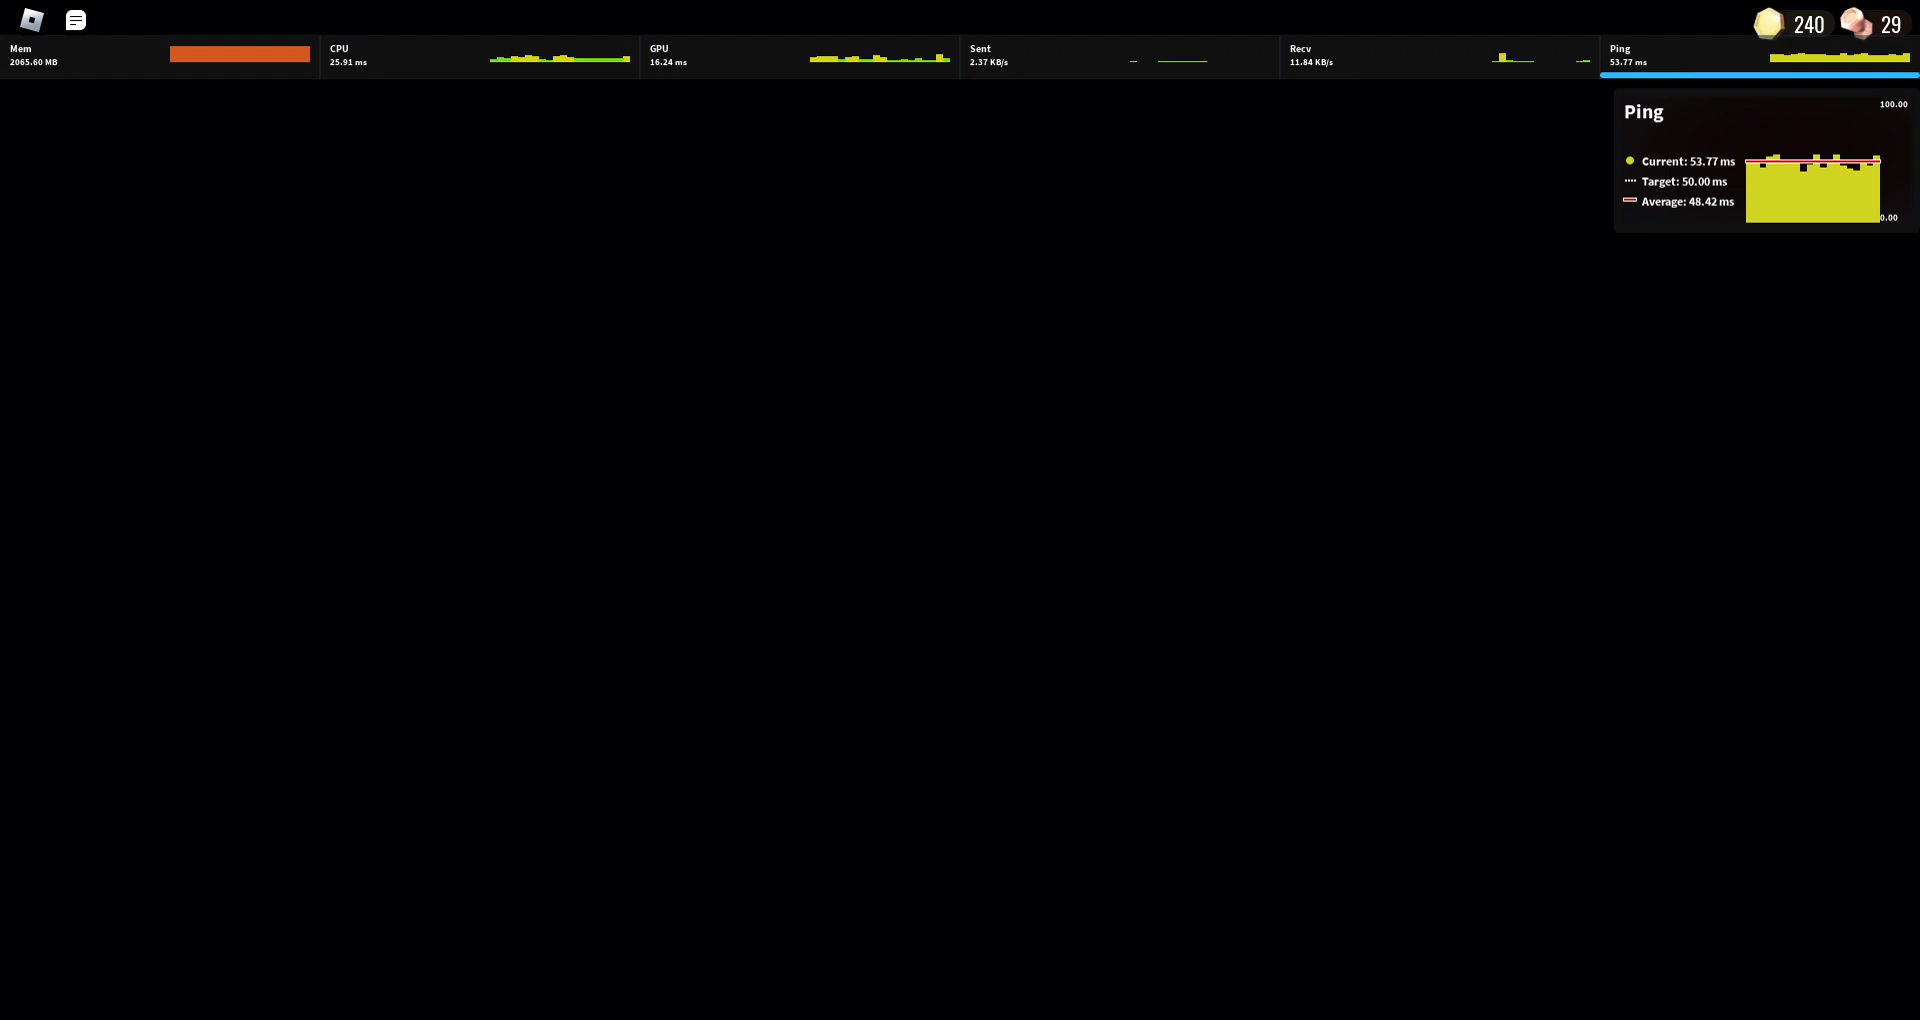 240
29
Mem
2065.60 MB
CPU
25.91 ms
GPU
16.24 ms
Sent
2.37 KB/s
Recv
11.84 KB/s
Ping
53.77 ms
Ping
100.00
Current: 53.77 ms
Target: 50.00 ms
Average: 48.42 ms
0.00